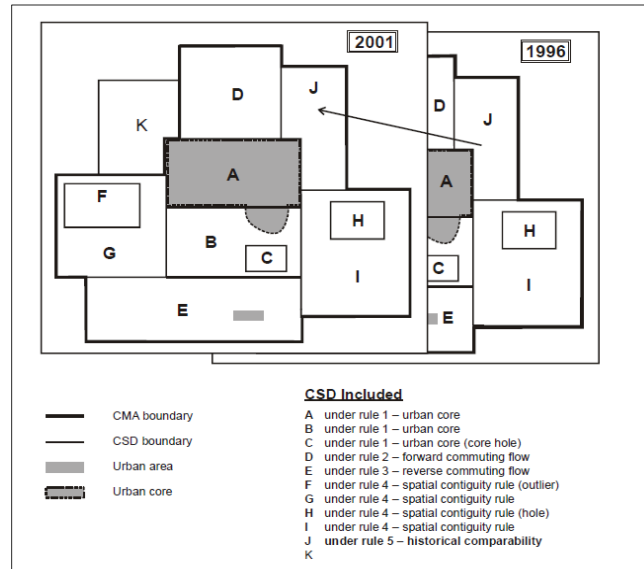 2001
1996
D
J
D
J
K
A
A
F
H
H
B
G
C
C
I
I
E
E
CSD Included
CMA boundary
CSD boundary
Urban area
Urban core
A under rule 1 – urban core
B under rule 1 – urban core
C under rule 1 – urban core (core hole)
D under rule 2 – forward commuting flow
E under rule 3 – reverse commuting flow
F under rule 4 – spatial contiguity rule (outlier)
G under rule 4 – spatial contiguity rule
H under rule 4 – spatial contiguity rule (hole)
I under rule 4 – spatial contiguity rule
J under rule 5 – historical comparability
K